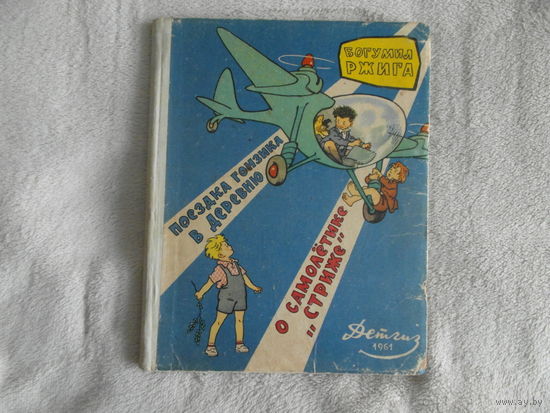 БОГУМИЛ
РЖИГА
ПОЕЗДКА ГОНЗИКА
В ДЕРЕВНЮ
О САМОЛЁТИКЕ
„СТРИЖЕ"
Детгиз
1961
www.ay.by